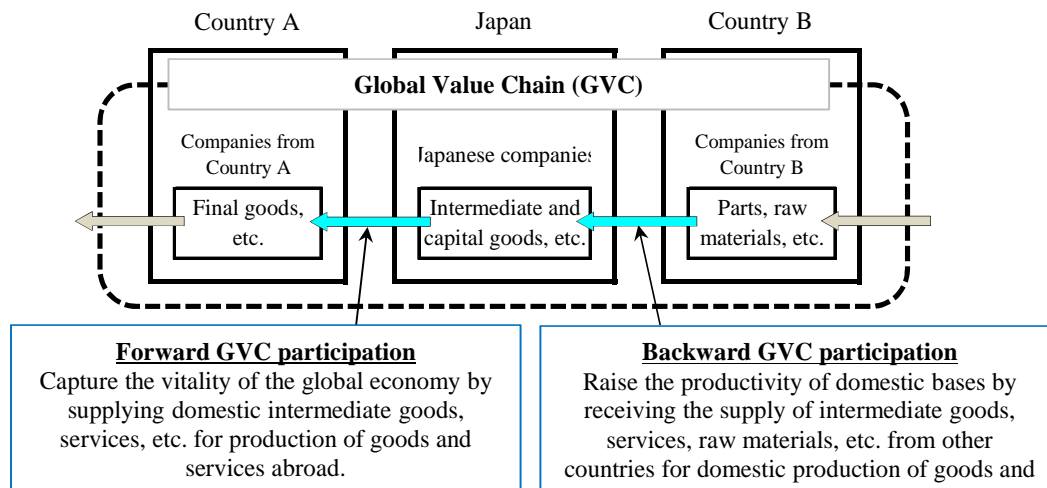 Country A
Japan
Country B
Global Value Chain (GVC)
Companies from
Country A
Japanese companies
Companies from
Country B
Final goods,
etc.
Intermediate and
capital goods, etc.
Parts, raw
materials, etc.
Forward GVC participation
Capture the vitality of the global economy by
supplying domestic intermediate goods,
services, etc. for production of goods and
services abroad.
Backward GVC participation
Raise the productivity of domestic bases by
receiving the supply of intermediate goods,
services, raw materials, etc. from other
countries for domestic production of goods and